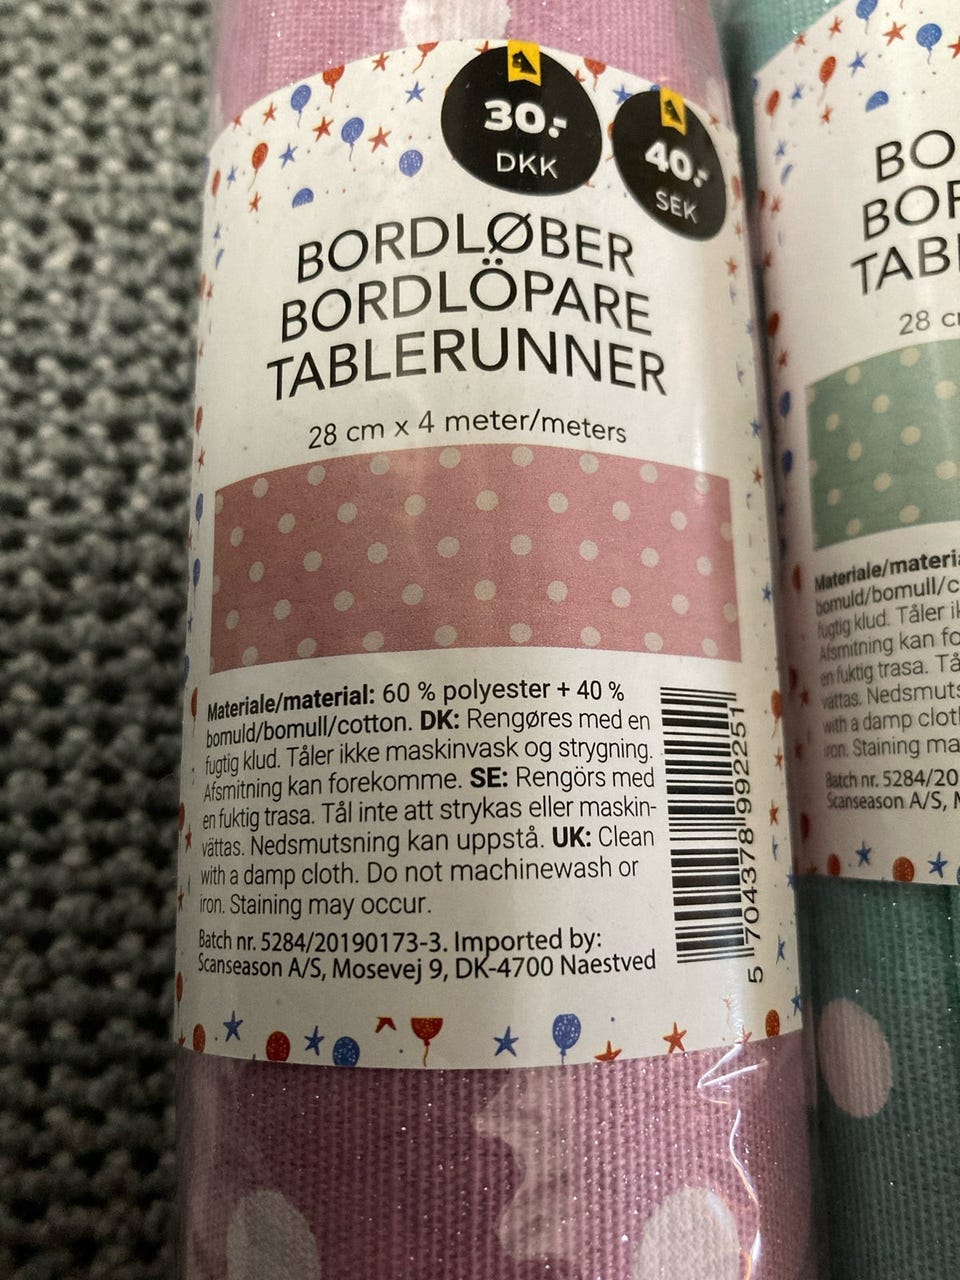 30.-
DKK
40.-
SEK
BORDLØBER
BORDLÖPARE
TABLERUNNER
28 cm x 4 meter/meters
Materiale/material: 60 % polyester + 40 %
bomuld/bomull/cotton. DK: Rengøres med en
fugtig klud. Tåler ikke maskinvask og strygning.
Afsmitning kan forekomme. SE: Rengörs med
en fuktig trasa. Tål inte att strykas eller maskin-
vättas. Nedsmutsning kan uppstå. UK: Clean
with a damp cloth. Do not machinewash or
iron. Staining may occur.
Batch nr. 5284/20190173-3. Imported by:
Scanseason A/S, Mosevej 9, DK-4700 Naestved
5 704378 992251
BO
BOR
TABL
28 c
Materiale/materi
bomuld/bomull/c
fugtig klud. Tåler i
Afsmitning kan fo
en fuktig trasa. Tå
vättas. Nedsmuts
with a damp clot
iron. Staining ma
Batch nr. 5284/20
Scanseason A/S, M